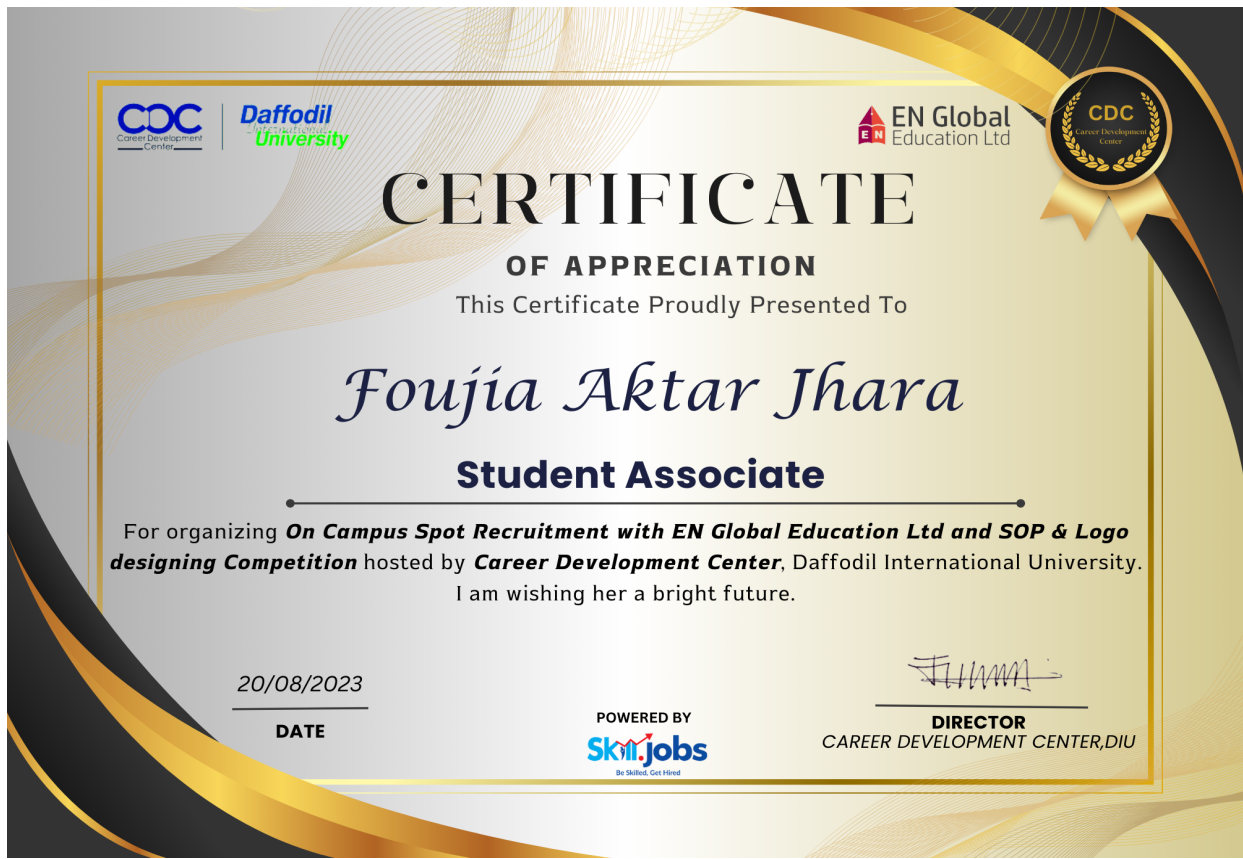 CDC
Career Development
Center
Daffodil
International
University
EN
EN Global
Education Ltd
CDC
Career Development
Center
CERTIFICATE
OF APPRECIATION
This Certificate Proudly Presented To
Foujia Aktar Jhara
Student Associate
For organizing On Campus Spot Recruitment with EN Global Education Ltd and SOP & Logo
designing Competition hosted by Career Development Center, Daffodil International University.
I am wishing her a bright future.
20/08/2023
DATE
POWERED BY
Skill.jobs
Be Skilled, Get Hired
DIRECTOR
CAREER DEVELOPMENT CENTER,DIU